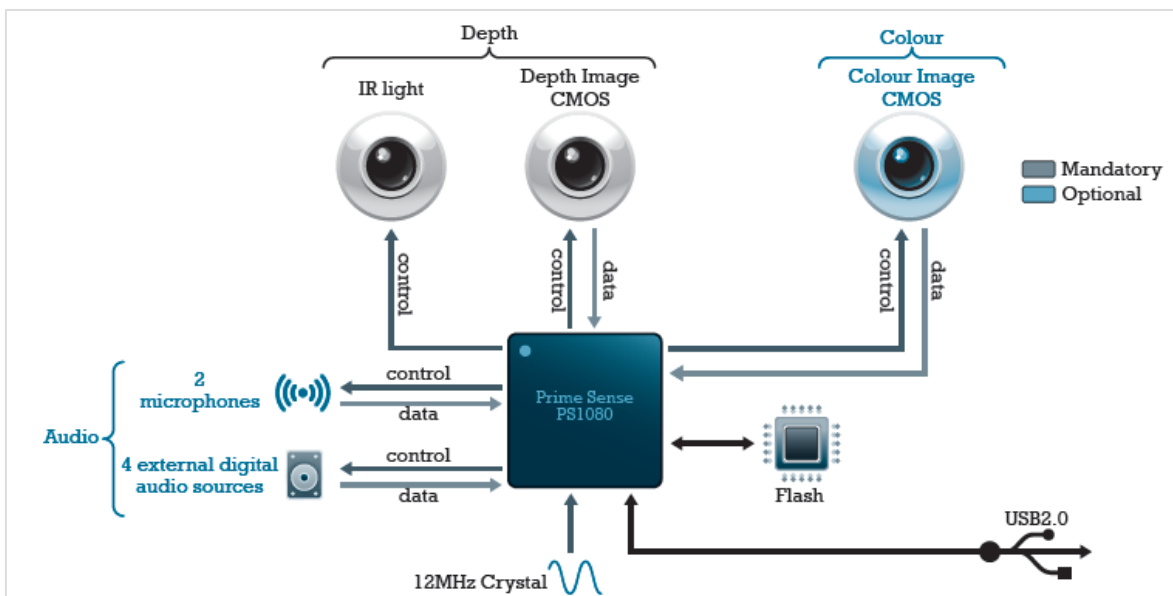 Depth
Colour
IR light
Depth Image
CMOS
Colour Image
CMOS
Mandatory
Optional
control
control
data
control
data
2
microphones
control
data
Prime Sense
PS1080
Audio
4 external digital
audio sources
control
data
Flash
USB2.0
12MHz Crystal